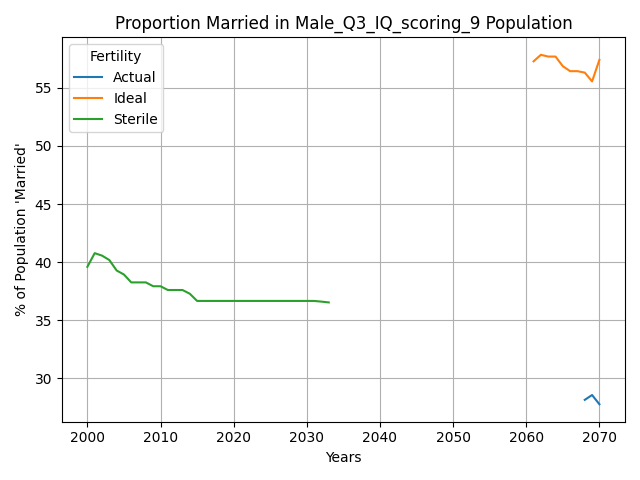 Proportion Married in Male_Q3_IQ_scoring_9 Population
Fertility
Actual
Ideal
Sterile
% of Population 'Married'
55
50
45
40
35
30
2000 2010 2020 2030 2040 2050 2060 2070
Years